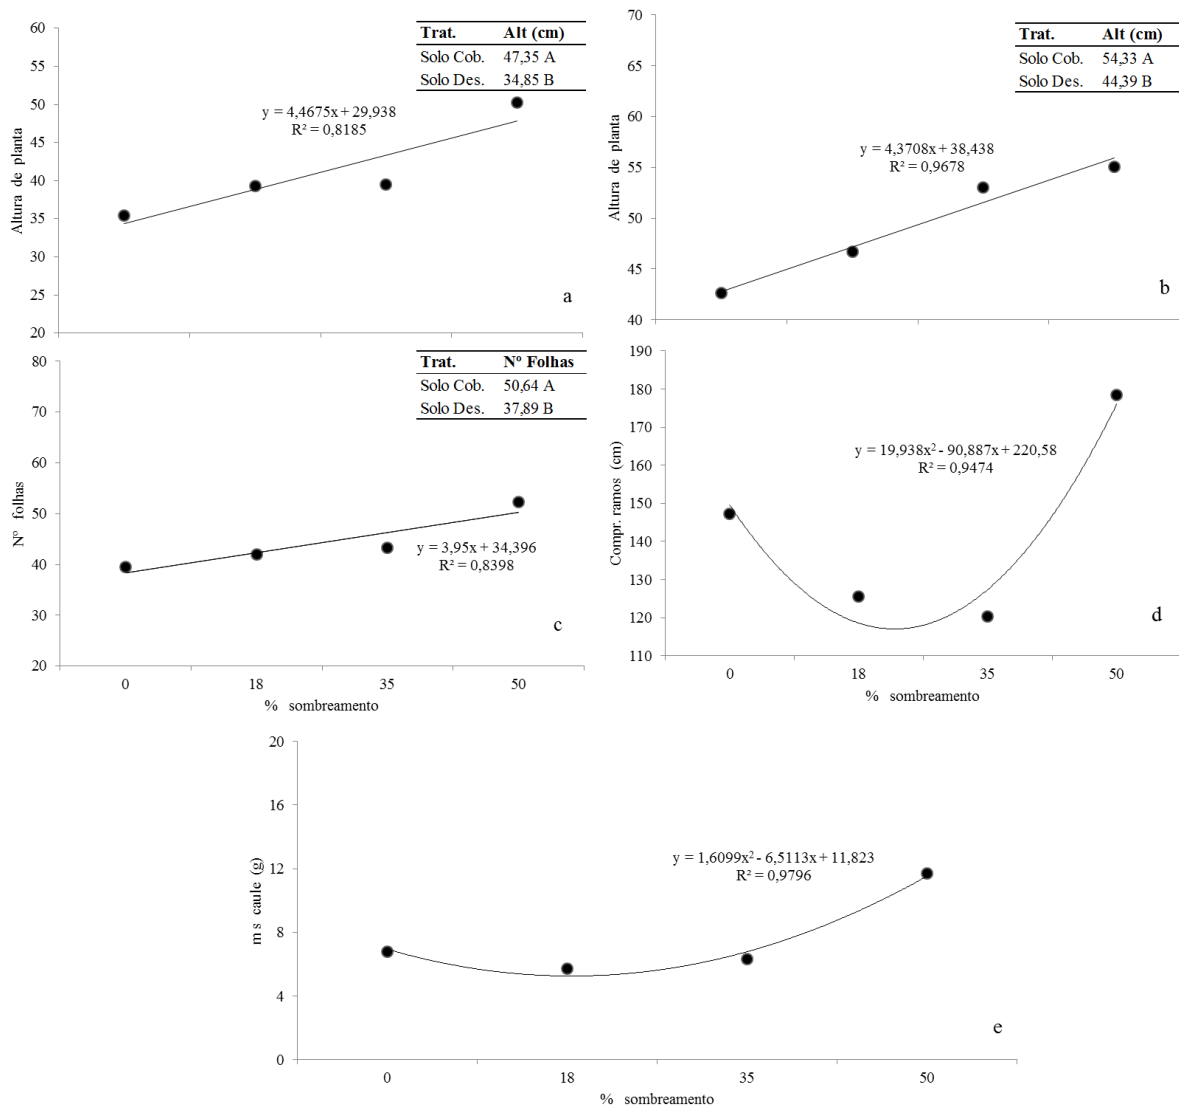 60
55
50
45
40
35
30
25
20
Altura de planta
Trat. Alt (cm)
Solo Cob. 47,35 A
Solo Des. 34,85 B
y = 4,4675x + 29,938
R² = 0,8185
a
70
65
60
55
50
45
40
Altura de planta
Trat. Alt (cm)
Solo Cob. 54,33 A
Solo Des. 44,39 B
y = 4,3708x + 38,438
R² = 0,9678
b
80
70
60
50
40
30
20
Nº folhas
Trat. Nº Folhas
Solo Cob. 50,64 A
Solo Des. 37,89 B
y = 3,95x + 34,396
R² = 0,8398
c
0 18 35 50
% sombreamento
190
180
170
160
150
140
130
120
110
Compr. ramos (cm)
y = 19,938x² - 90,887x + 220,58
R² = 0,9474
d
0 18 35 50
% sombreamento
20
16
12
8
4
0
m s caule (g)
y = 1,6099x² - 6,5113x + 11,823
R² = 0,9796
e
0 18 35 50
% sombreamento